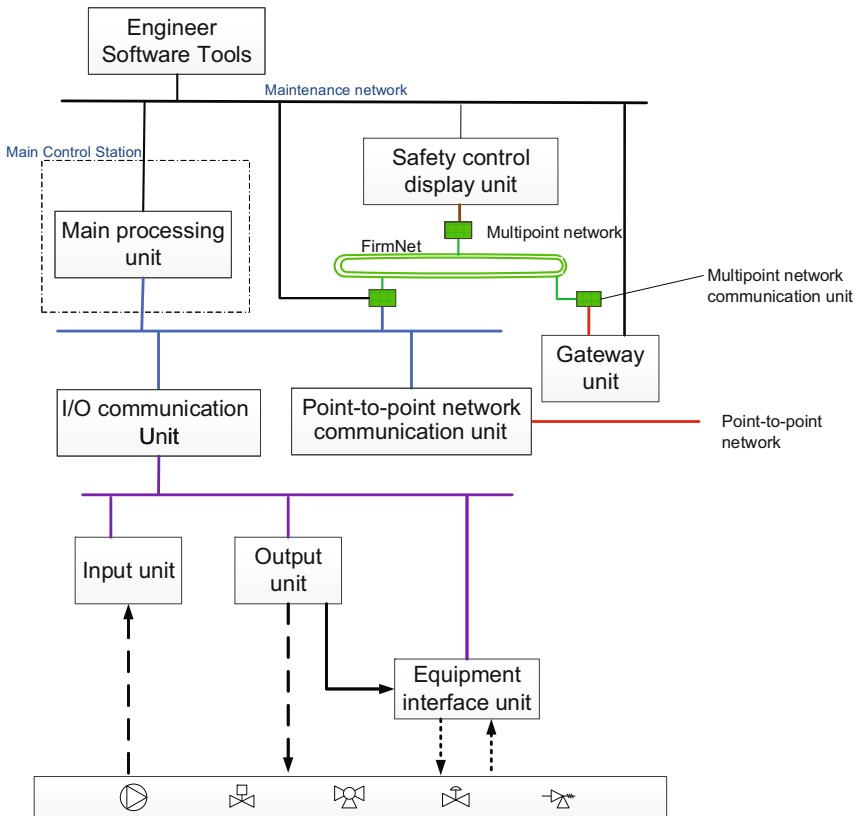 Engineer
Software Tools
Maintenance network
Main Control Station
Safety control
display unit
Main processing
unit
Multipoint network
FirmNet
Multipoint network
communication unit
Gateway
unit
I/O communication
Unit
Point-to-point network
communication unit
Point-to-point
network
Input unit
Output
unit
Equipment
interface unit